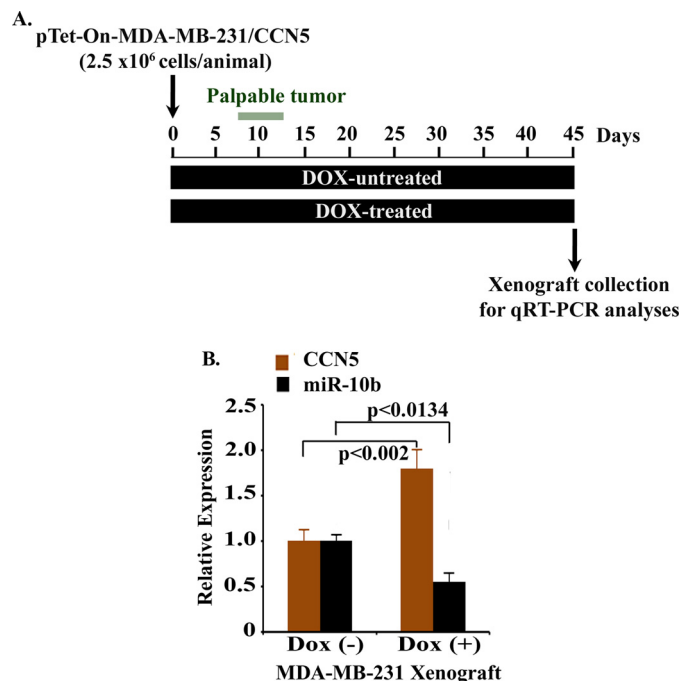 A.
pTet-On-MDA-MB-231/CCN5
(2.5 x10⁶ cells/animal)
Palpable tumor
0 5 10 15 20 25 30 35 40 45 Days
DOX-untreated
DOX-treated
Xenograft collection
for qRT-PCR analyses
B.
CCN5
miR-10b
2.5
2.0
1.5
1.0
0.5
0
Relative Expression
p<0.0134
p<0.002
Dox (-) Dox (+)
MDA-MB-231 Xenograft